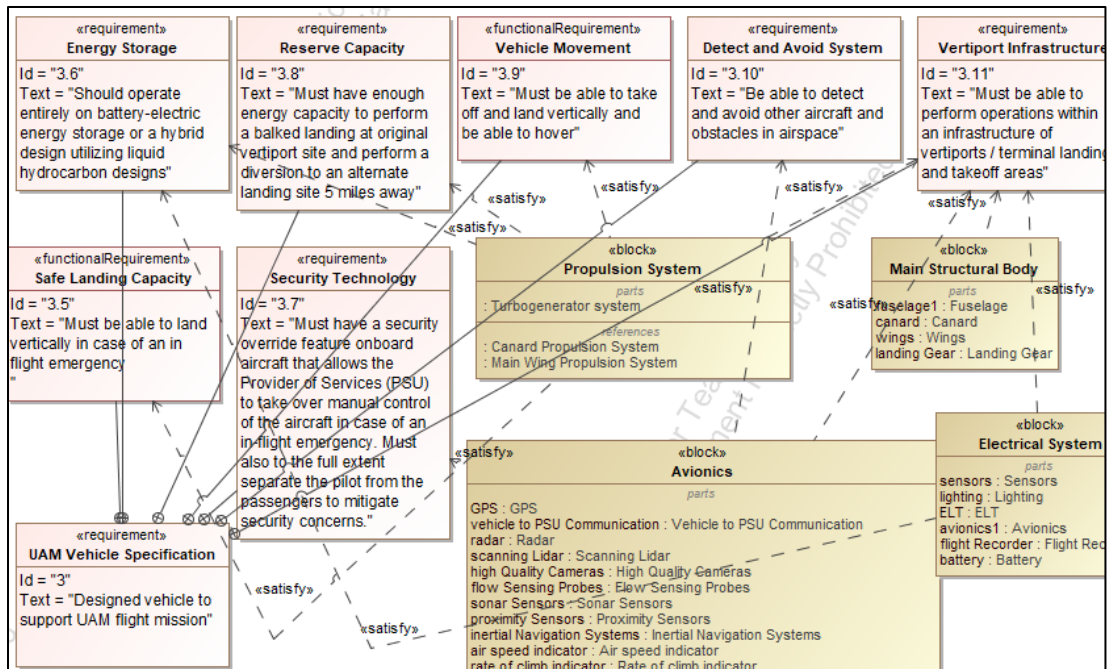 «requirement»
Energy Storage
Id = "3.6"
Text = "Should operate
entirely on battery-electric
energy storage or a hybrid
design utilizing liquid
hydrocarbon designs"
«requirement»
Reserve Capacity
Id = "3.8"
Text = "Must have enough
energy capacity to perform
a balked landing at original
vertiport site and perform a
diversion to an alternate
landing site 5 miles away"
«functionalRequirement»
Vehicle Movement
Id = "3.9"
Text = "Must be able to take
off and land vertically and
be able to hover"
«requirement»
Detect and Avoid System
Id = "3.10"
Text = "Be able to detect
and avoid other aircraft and
obstacles in airspace"
«requirement»
Vertiport Infrastructure
Id = "3.11"
Text = "Must be able to
perform operations within
an infrastructure of
vertiports / terminal landing
and takeoff areas"
«satisfy»
«satisfy»
«satisfy»
«satisfy»
«functionalRequirement»
Safe Landing Capacity
Id = "3.5"
Text = "Must be able to land
vertically in case of an in
flight emergency
"
«requirement»
Security Technology
Id = "3.7"
Text = "Must have a security
override feature onboard
aircraft that allows the
Provider of Services (PSU)
to take over manual control
of the aircraft in case of an
in-flight emergency. Must
also to the full extent
separate the pilot from the
passengers to mitigate
security concerns."
«block»
Propulsion System
parts
: Turbogenerator system
references
: Canard Propulsion System
: Main Wing Propulsion System
«satisfy»
«satisfy»
«satisfy»
«block»
Main Structural Body
parts
fuselage1 : Fuselage
canard : Canard
wings : Wings
landing Gear : Landing Gear
«satisfy»
«block»
Avionics
parts
GPS : GPS
vehicle to PSU Communication : Vehicle to PSU Communication
radar : Radar
scanning Lidar : Scanning Lidar
high Quality Cameras : High Quality Cameras
flow Sensing Probes : Flow Sensing Probes
sonar Sensors : Sonar Sensors
proximity Sensors : Proximity Sensors
inertial Navigation Systems : Inertial Navigation Systems
air speed indicator : Air speed indicator
rate of climb indicator : Rate of climb indicator
«block»
Electrical System
parts
sensors : Sensors
lighting : Lighting
ELT : ELT
avionics1 : Avionics
flight Recorder : Flight Rec
battery : Battery
«requirement»
UAM Vehicle Specification
Id = "3"
Text = "Designed vehicle to
support UAM flight mission"
«satisfy»
«satisfy»
Prohibited